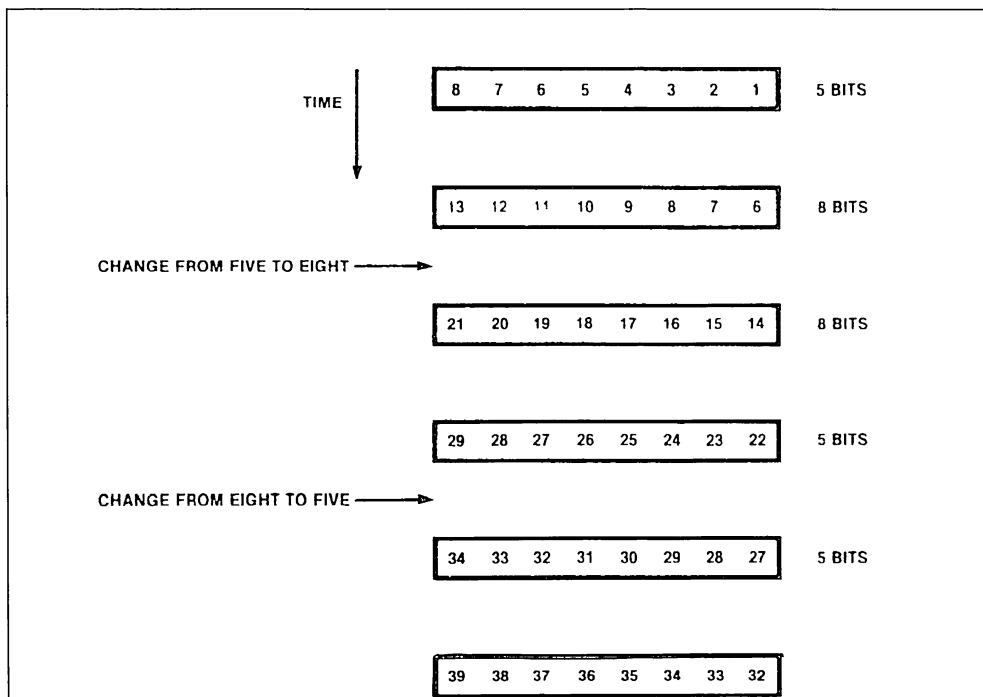 TIME
8 7 6 5 4 3 2 1 5 BITS
13 12 11 10 9 8 7 6 8 BITS
CHANGE FROM FIVE TO EIGHT
21 20 19 18 17 16 15 14 8 BITS
29 28 27 26 25 24 23 22 5 BITS
CHANGE FROM EIGHT TO FIVE
34 33 32 31 30 29 28 27 5 BITS
39 38 37 36 35 34 33 32